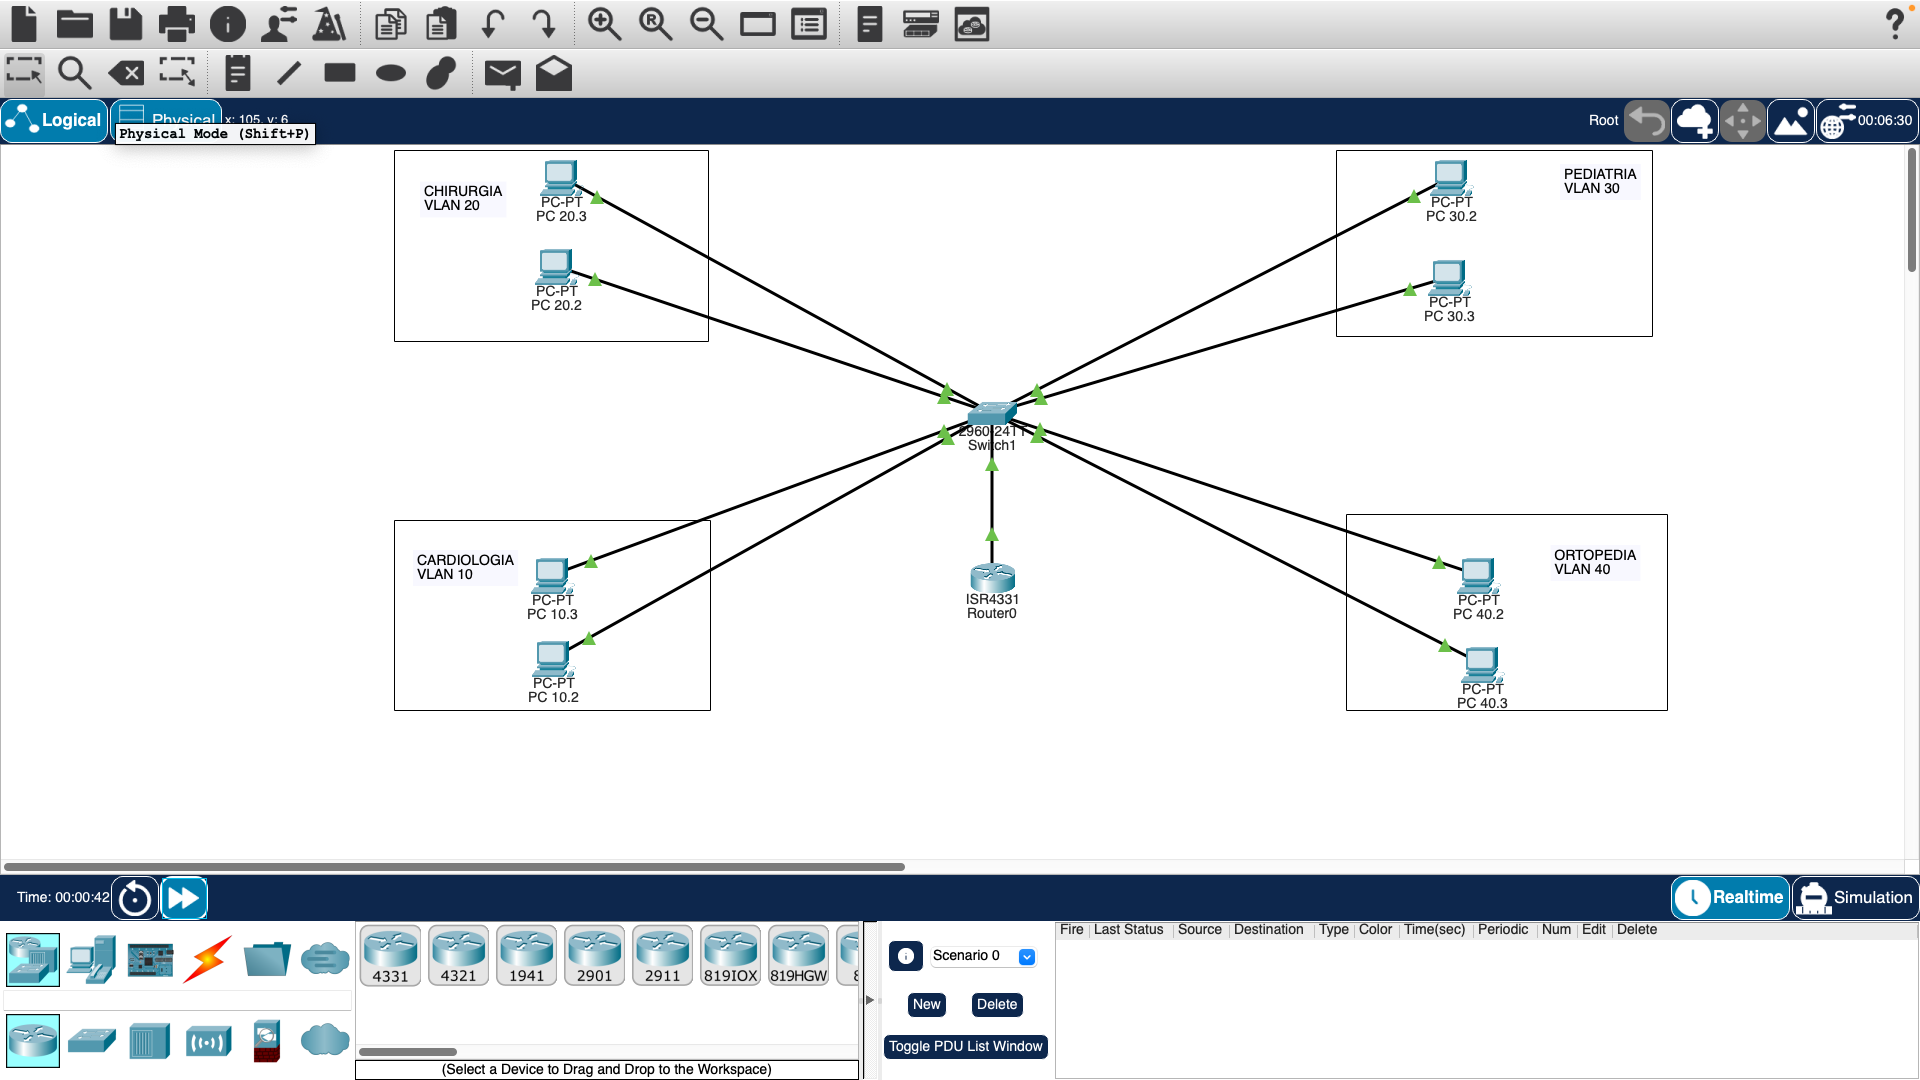 R
?
Logical
Physical
x: 105, y: 6
Physical Mode (Shift+P)
Root
00:06:30
CHIRURGIA
VLAN 20
PC-PT
PC 20.3
PC-PT
PC 20.2
PEDIATRIA
VLAN 30
PC-PT
PC 30.2
PC-PT
PC 30.3
2960-24TT
Switch1
CARDIOLOGIA
VLAN 10
PC-PT
PC 10.3
PC-PT
PC 10.2
ISR4331
Router0
ORTOPEDIA
VLAN 40
PC-PT
PC 40.2
PC-PT
PC 40.3
Time: 00:00:42
Realtime
Simulation
4331
4321
1941
2901
2911
819IOX
819HGW
8
(Select a Device to Drag and Drop to the Workspace)
Scenario 0
New
Delete
Toggle PDU List Window
Fire Last Status Source Destination Type Color Time(sec) Periodic Num Edit Delete